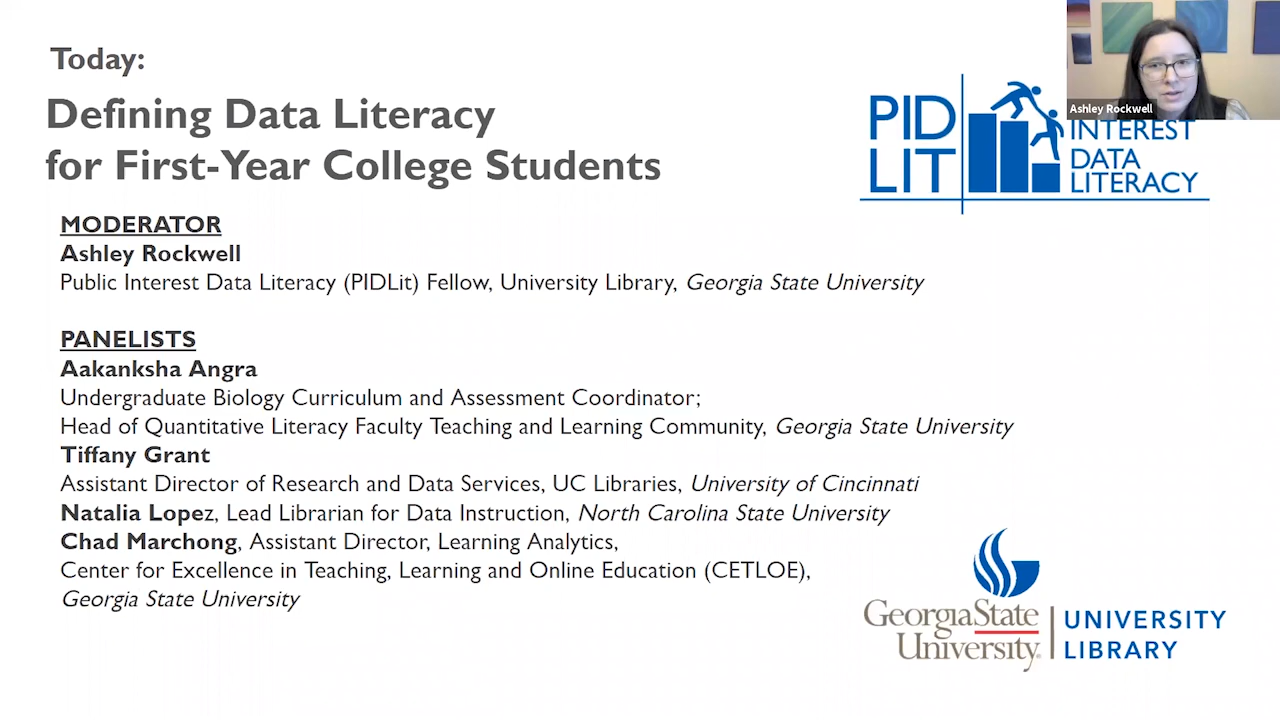 Today:
Defining Data Literacy
for First-Year College Students
MODERATOR
Ashley Rockwell
Public Interest Data Literacy (PIDLit) Fellow, University Library, Georgia State University
PANELISTS
Aakanksha Angra
Undergraduate Biology Curriculum and Assessment Coordinator;
Head of Quantitative Literacy Faculty Teaching and Learning Community, Georgia State University
Tiffany Grant
Assistant Director of Research and Data Services, UC Libraries, University of Cincinnati
Natalia Lopez, Lead Librarian for Data Instruction, North Carolina State University
Chad Marchong, Assistant Director, Learning Analytics,
Center for Excellence in Teaching, Learning and Online Education (CETLOE),
Georgia State University
Ashley Rockwell
PID
LIT
INTEREST
DATA
LITERACY
GeorgiaState
University
UNIVERSITY
LIBRARY